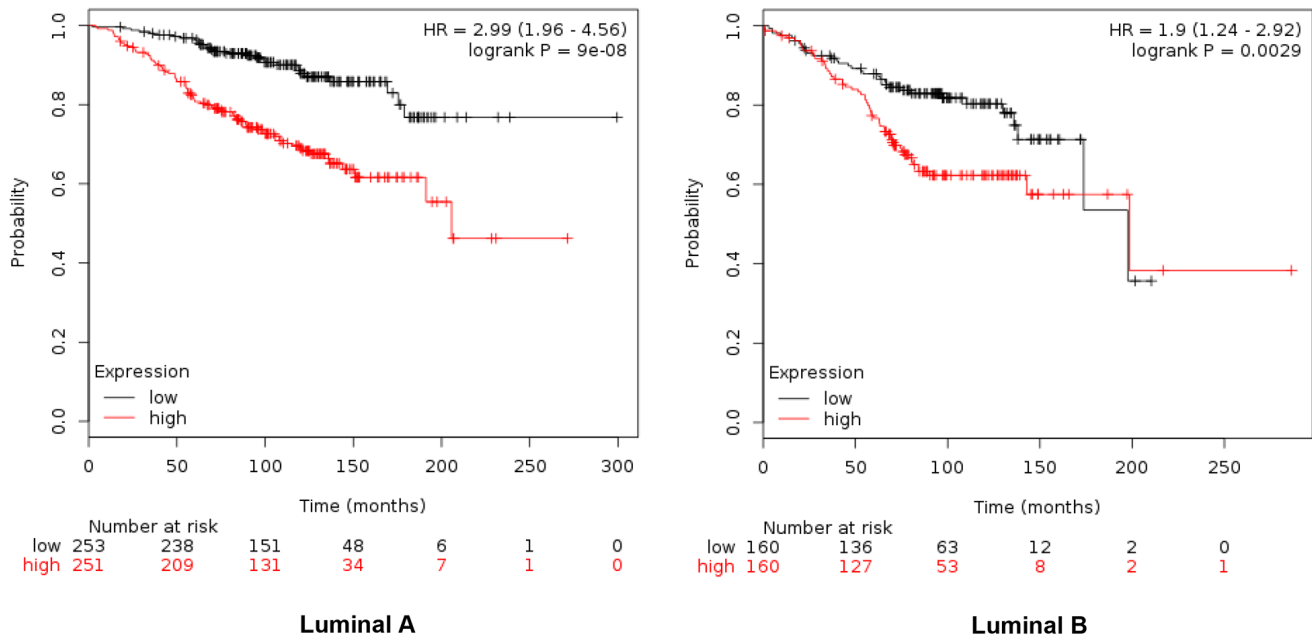 HR = 2.99 (1.96 - 4.56)
logrank P = 9e-08
Probability
1.0
0.8
0.6
0.4
0.2
0.0
Expression
low
high
0 50 100 150 200 250 300
Time (months)
Number at risk
low 253 238 151 48 6 1 0
high 251 209 131 34 7 1 0
Luminal A
HR = 1.9 (1.24 - 2.92)
logrank P = 0.0029
Probability
1.0
0.8
0.6
0.4
0.2
0.0
Expression
low
high
0 50 100 150 200 250
Time (months)
Number at risk
low 160 136 63 12 2 0
high 160 127 53 8 2 1
Luminal B